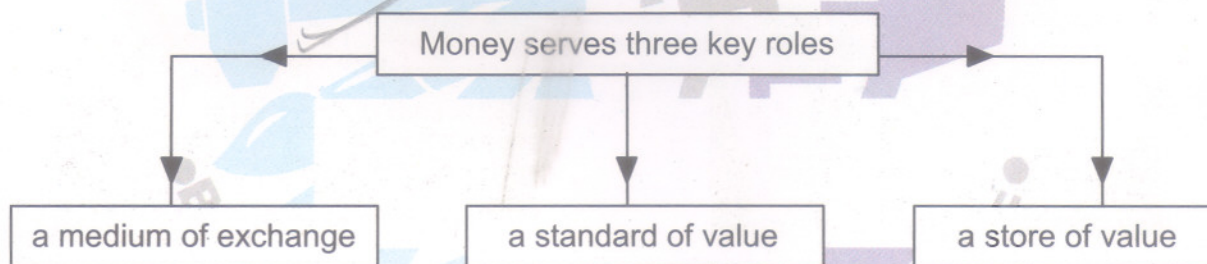 Money serves three key roles
a medium of exchange
a standard of value
a store of value